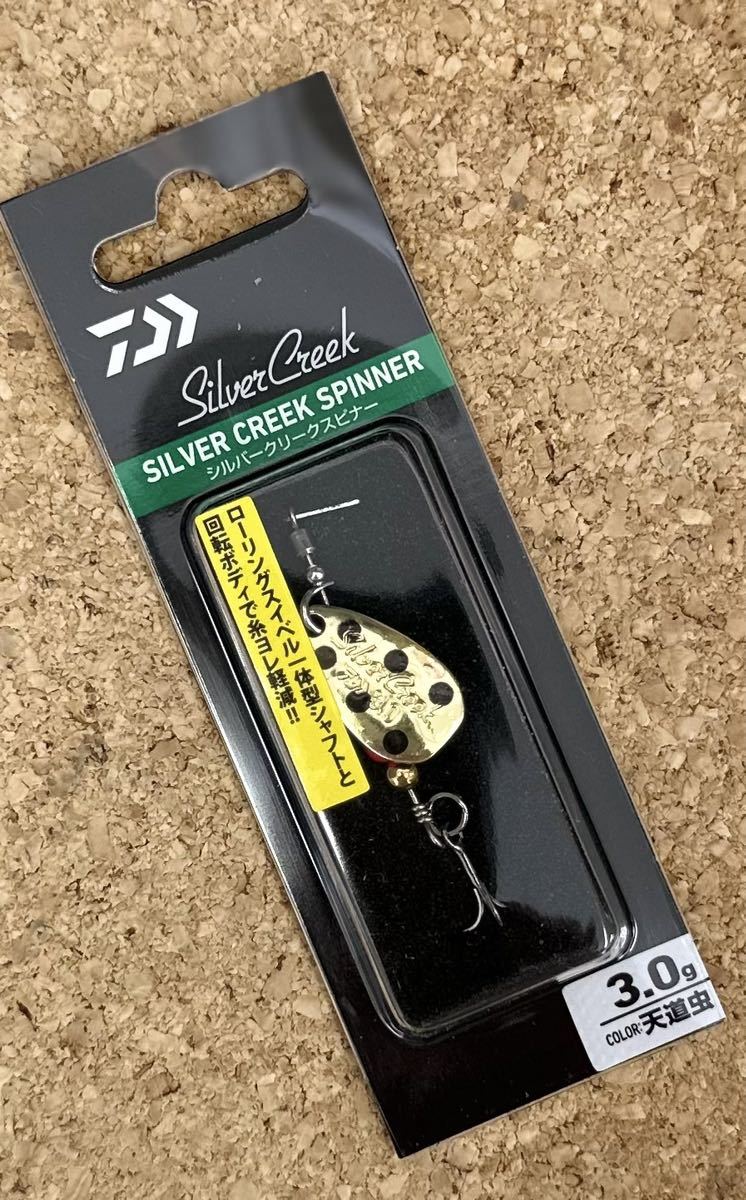 Silver Creek
SILVER CREEK SPINNER
シルバークリークスピナー
ローリングスイベル一体型シャフトと
回転ボディで糸ヨレ軽減!!
Silver Creek
3.0g
COLOR:天道虫